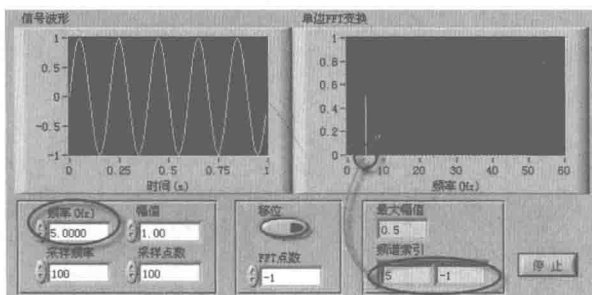 信号波形
单边FFT变换
1
0.5
0
-0.5
-1
0
0.25
0.5
0.75
1
时间(s)
1
0.8
0.6
0.4
0.2
0
0
10
20
30
40
50
60
频率(Hz)
频率(Hz)
幅值
5.0000
1.00
采样频率
采样点数
100
100
移位
FFT点数
-1
最大幅值
0.5
频谱索引
5
-1
停止